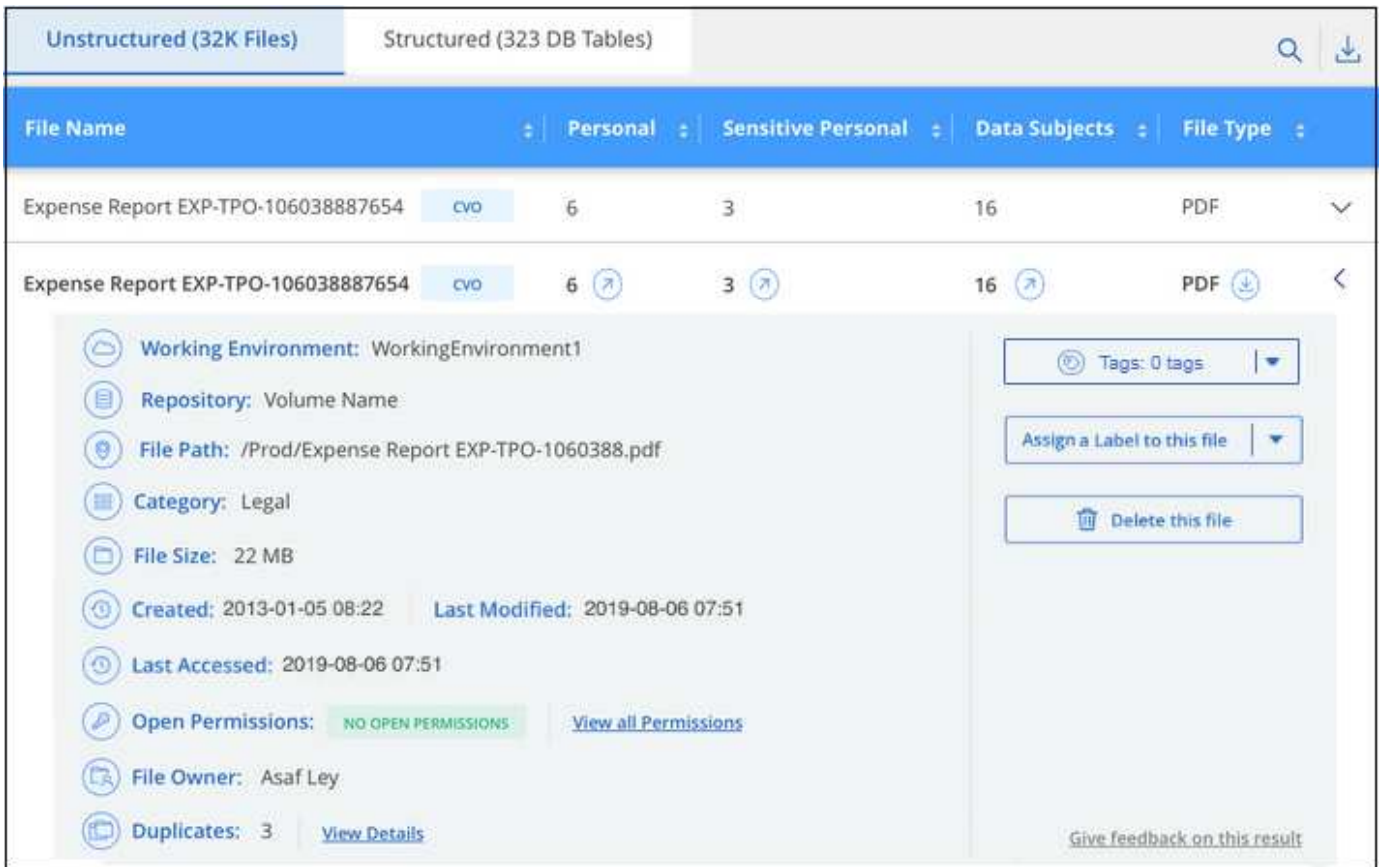 Unstructured (32K Files) Structured (323 DB Tables)
File Name Personal Sensitive Personal Data Subjects File Type
Expense Report EXP-TPO-106038887654 CVO 6 3 16 PDF
Expense Report EXP-TPO-106038887654 CVO 6 3 16 PDF
Working Environment: WorkingEnvironment1
Tags: 0 tags
Repository: Volume Name
File Path: /Prod/Expense Report EXP-TPO-1060388.pdf
Assign a Label to this file
Category: Legal
Delete this file
File Size: 22 MB
Created: 2013-01-05 08:22 Last Modified: 2019-08-06 07:51
Last Accessed: 2019-08-06 07:51
Open Permissions: NO OPEN PERMISSIONS View all Permissions
File Owner: Asaf Ley
Duplicates: 3 View Details
Give feedback on this result